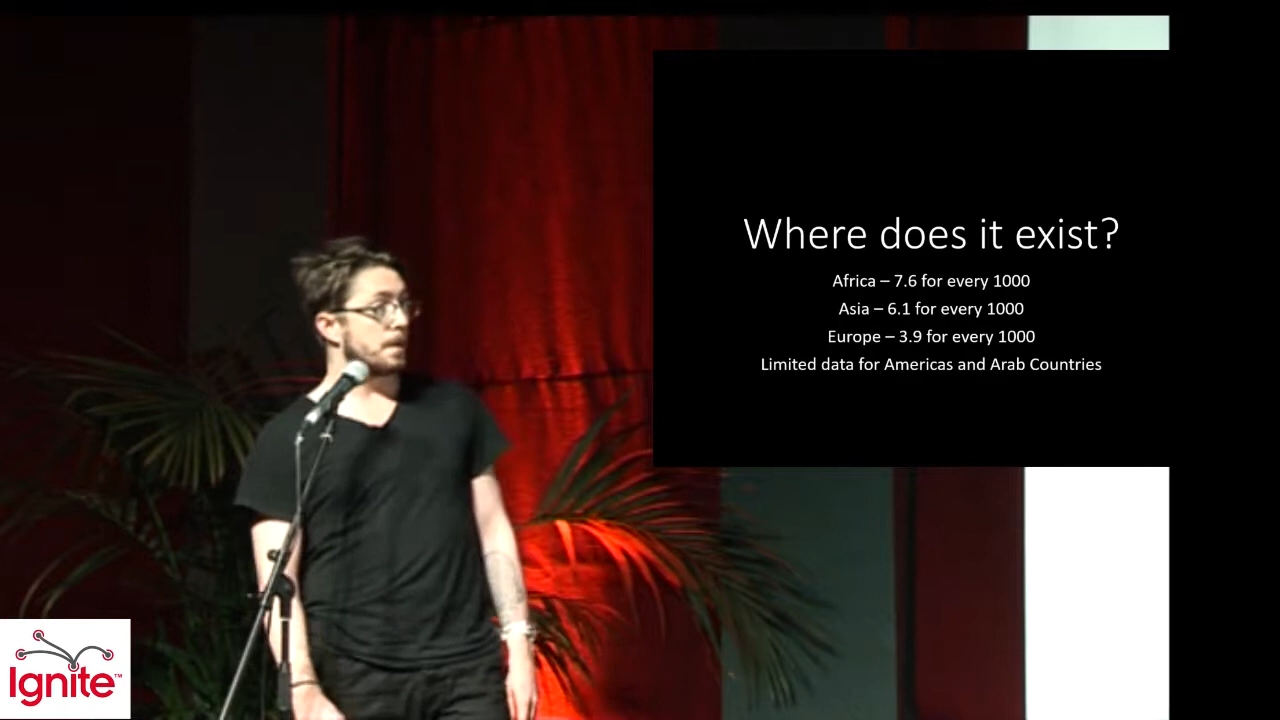 Where does it exist?
Africa – 7.6 for every 1000
Asia – 6.1 for every 1000
Europe – 3.9 for every 1000
Limited data for Americas and Arab Countries
Ignite™